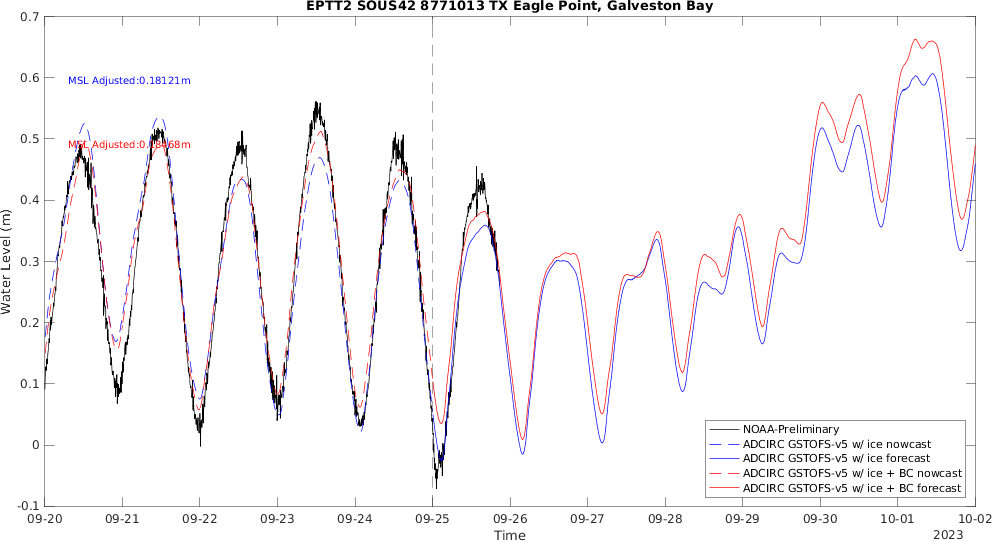 EPTT2 SOUS42 8771013 TX Eagle Point, Galveston Bay
0.7
0.6
0.5
0.4
0.3
0.2
0.1
0
-0.1
Water Level (m)
MSL Adjusted:0.18121m
MSL Adjusted:
NOAA-Preliminary
ADCIRC GSTOFS-v5 w/ ice nowcast
ADCIRC GSTOFS-v5 w/ ice forecast
ADCIRC GSTOFS-v5 w/ice + BC nowcast
ADCIRC GSTOFS-v5 w/ice + BC forecast
09-20 09-21 09-22 09-23 09-24 09-25 09-26 09-27 09-28 09-29 09-30 10-01 10-02
Time
2023